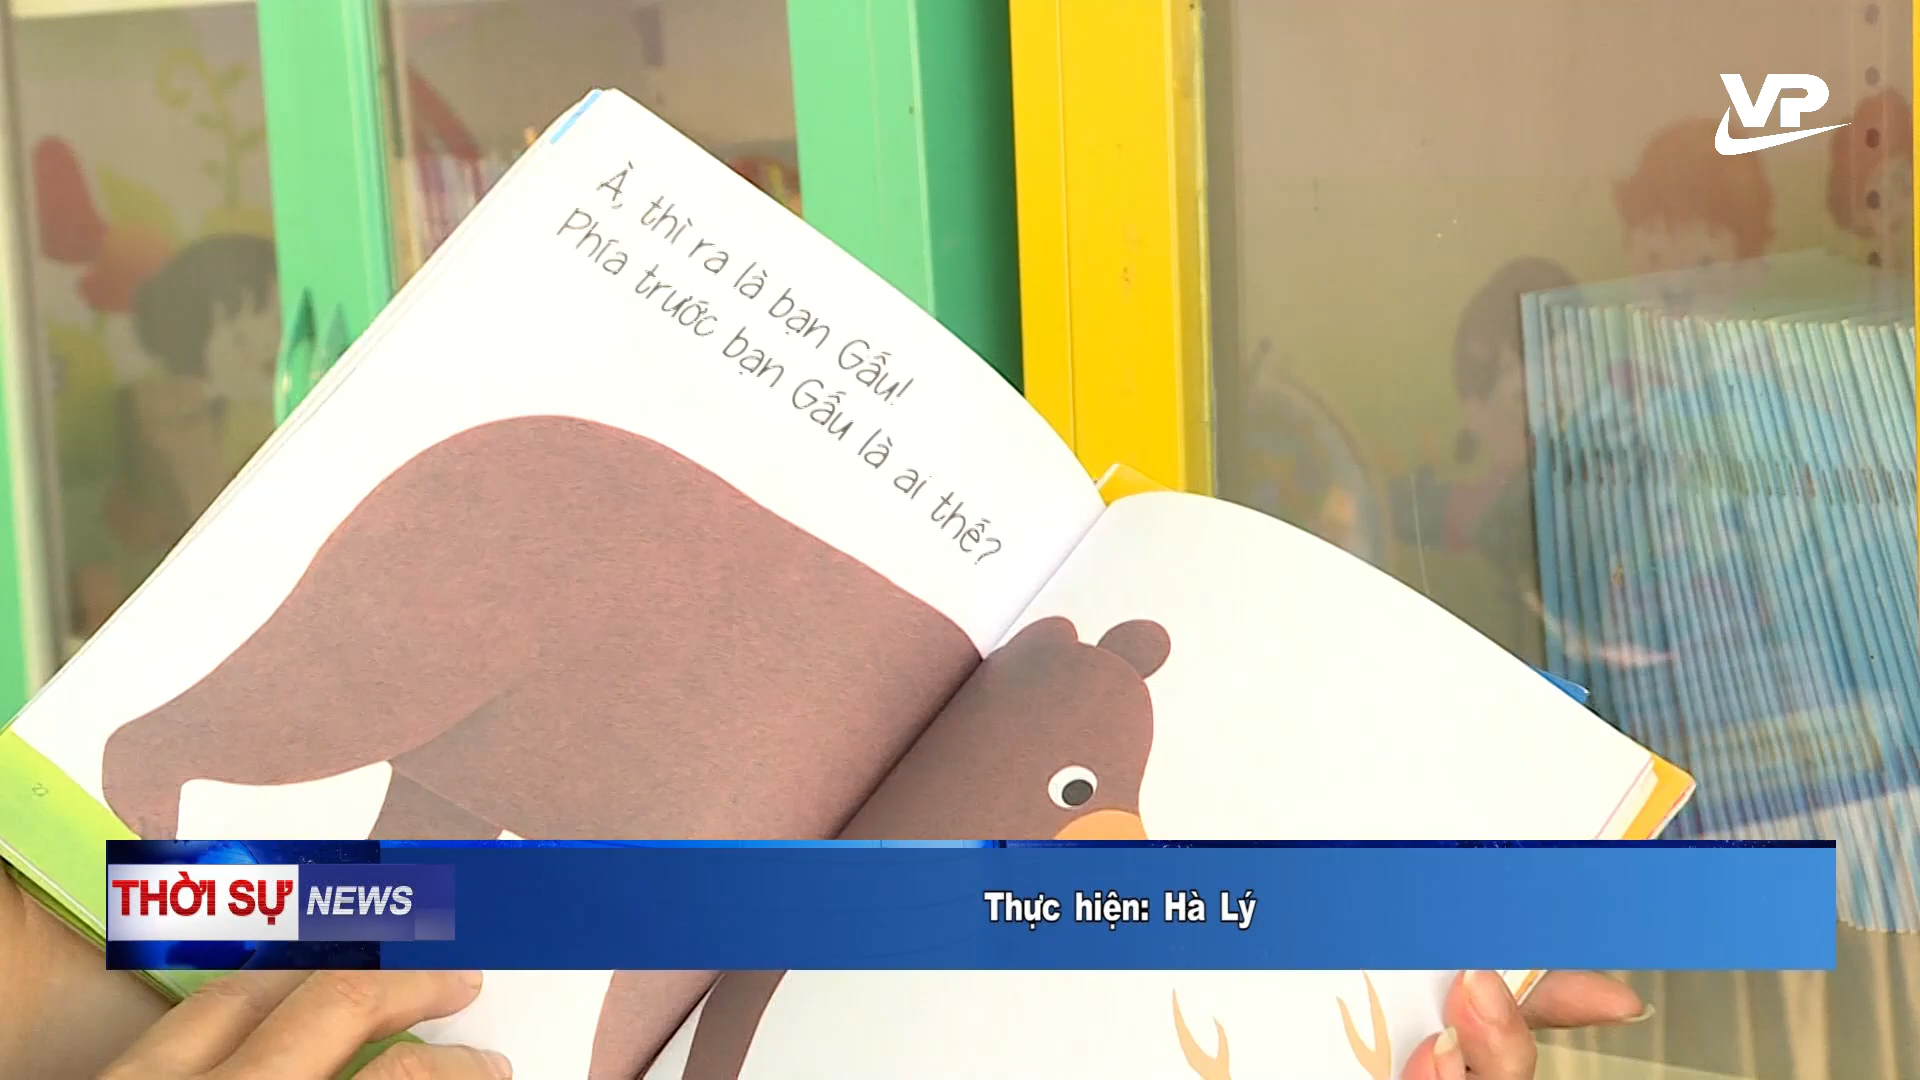 VP
À, thì ra là bạn Gấu!
Phía trước bạn Gấu là ai thế?
22
THỜI SỰ NEWS
Thực hiện: Hà Lý